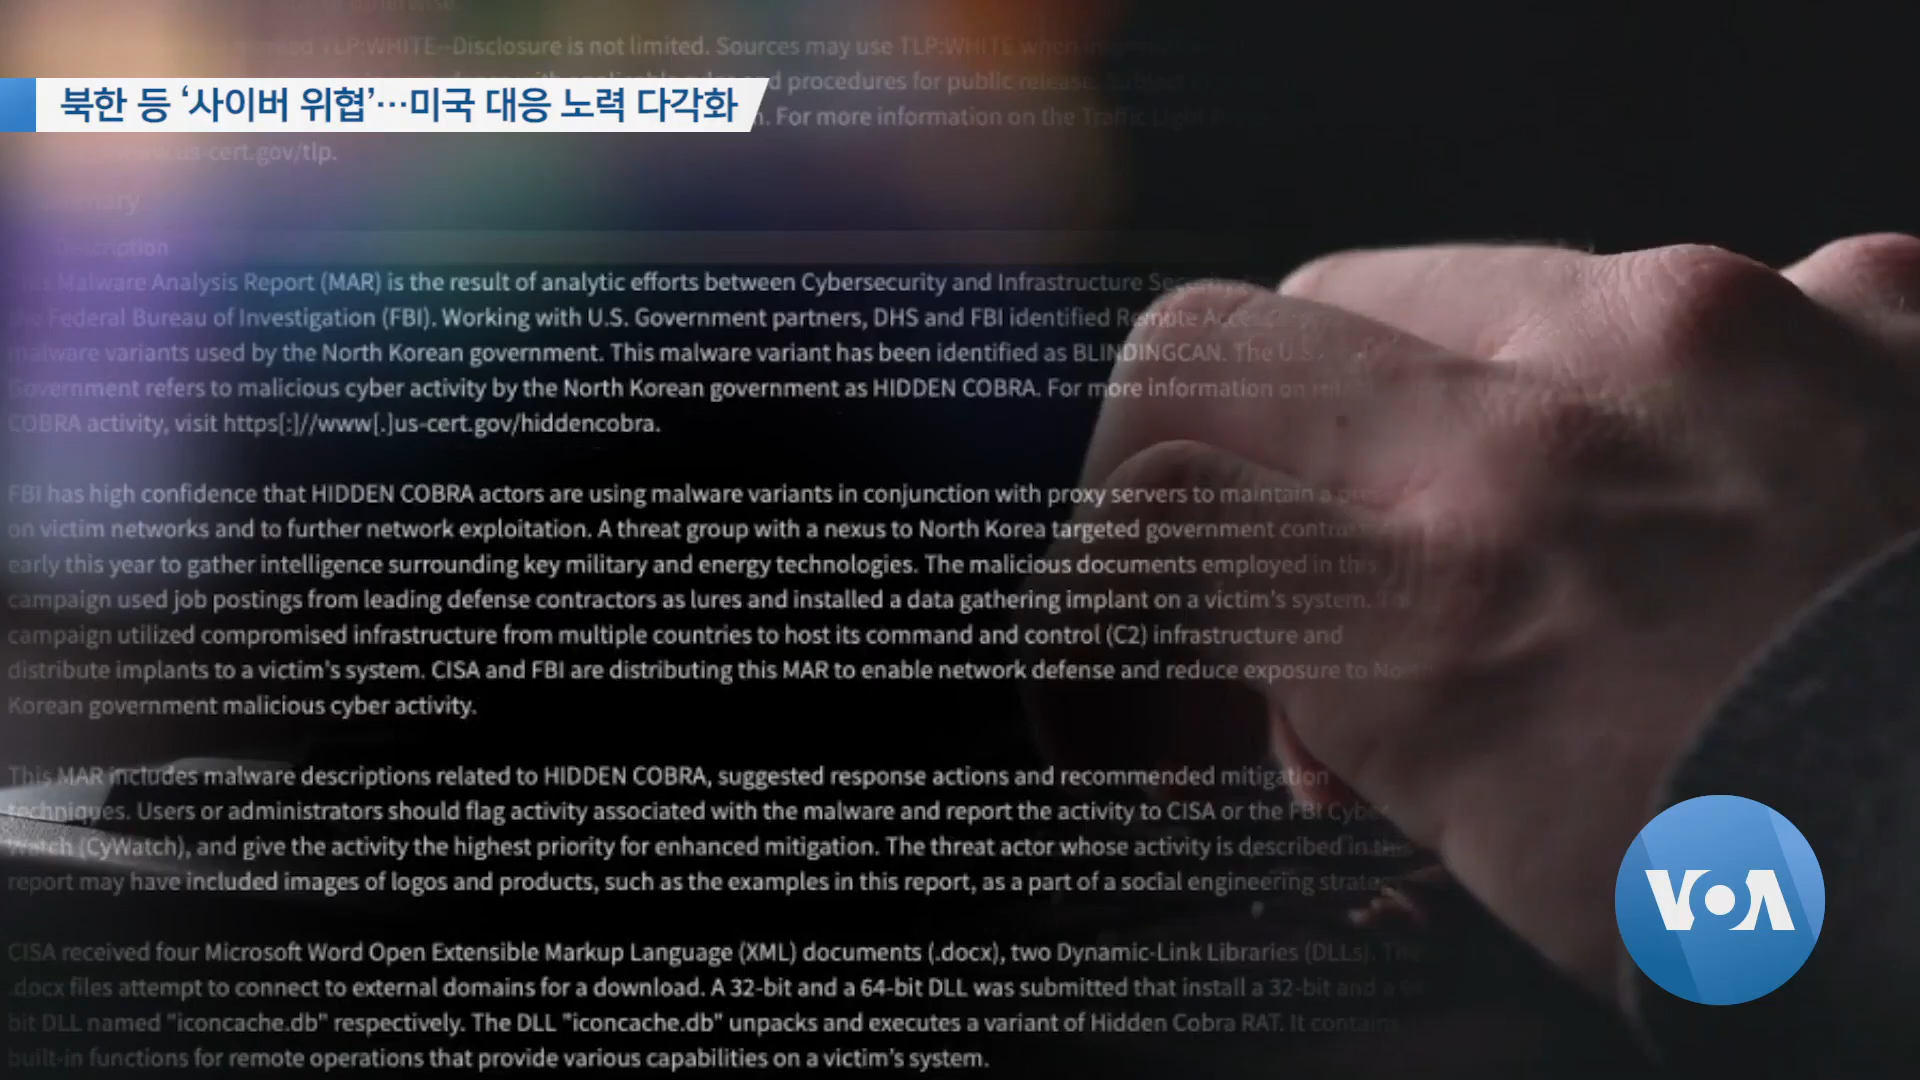 otherwise.
TLP:WHITE--Disclosure is not limited. Sources may use TLP:WHITE when
d procedures for public release.
북한 등 ‘사이버 위협’…미국 대응 노력 다각화
. For more information on the Traffic Light
www.us-cert.gov/tlp.
Description
This Malware Analysis Report (MAR) is the result of analytic efforts between Cybersecurity and Infrastructure Security
the Federal Bureau of Investigation (FBI). Working with U.S. Government partners, DHS and FBI identified Remote Access
malware variants used by the North Korean government. This malware variant has been identified as BLINDINGCAN. The U.S.
Government refers to malicious cyber activity by the North Korean government as HIDDEN COBRA. For more information on
COBRA activity, visit https[:]//www[.]us-cert.gov/hiddencobra.
FBI has high confidence that HIDDEN COBRA actors are using malware variants in conjunction with proxy servers to maintain a
on victim networks and to further network exploitation. A threat group with a nexus to North Korea targeted government
early this year to gather intelligence surrounding key military and energy technologies. The malicious documents employed in this
campaign used job postings from leading defense contractors as lures and installed a data gathering implant on a victim's system.
campaign utilized compromised infrastructure from multiple countries to host its command and control (C2) infrastructure and
distribute implants to a victim's system. CISA and FBI are distributing this MAR to enable network defense and reduce exposure to North
Korean government malicious cyber activity.
This MAR includes malware descriptions related to HIDDEN COBRA, suggested response actions and recommended mitigation
techniques. Users or administrators should flag activity associated with the malware and report the activity to CISA or the FBI Cyber
Watch (CyWatch), and give the activity the highest priority for enhanced mitigation. The threat actor whose activity is described in this
report may have included images of logos and products, such as the examples in this report, as a part of a social engineering
CISA received four Microsoft Word Open Extensible Markup Language (XML) documents (.docx), two Dynamic-Link Libraries (DLLs). The
.docx files attempt to connect to external domains for a download. A 32-bit and a 64-bit DLL was submitted that install a 32-bit and a
bit DLL named "iconcache.db" respectively. The DLL "iconcache.db" unpacks and executes a variant of Hidden Cobra RAT. It contains
built-in functions for remote operations that provide various capabilities on a victim's system.
VOA